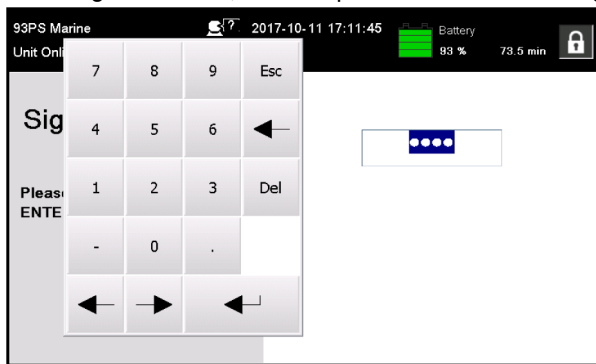 93PS Marine
2017-10-11 17:11:45
Battery
Unit Onli
93 %
73.5 min
7
8
9
Esc
Sig
4
5
6
Pleas
1
2
3
Del
ENTE
-
0
.